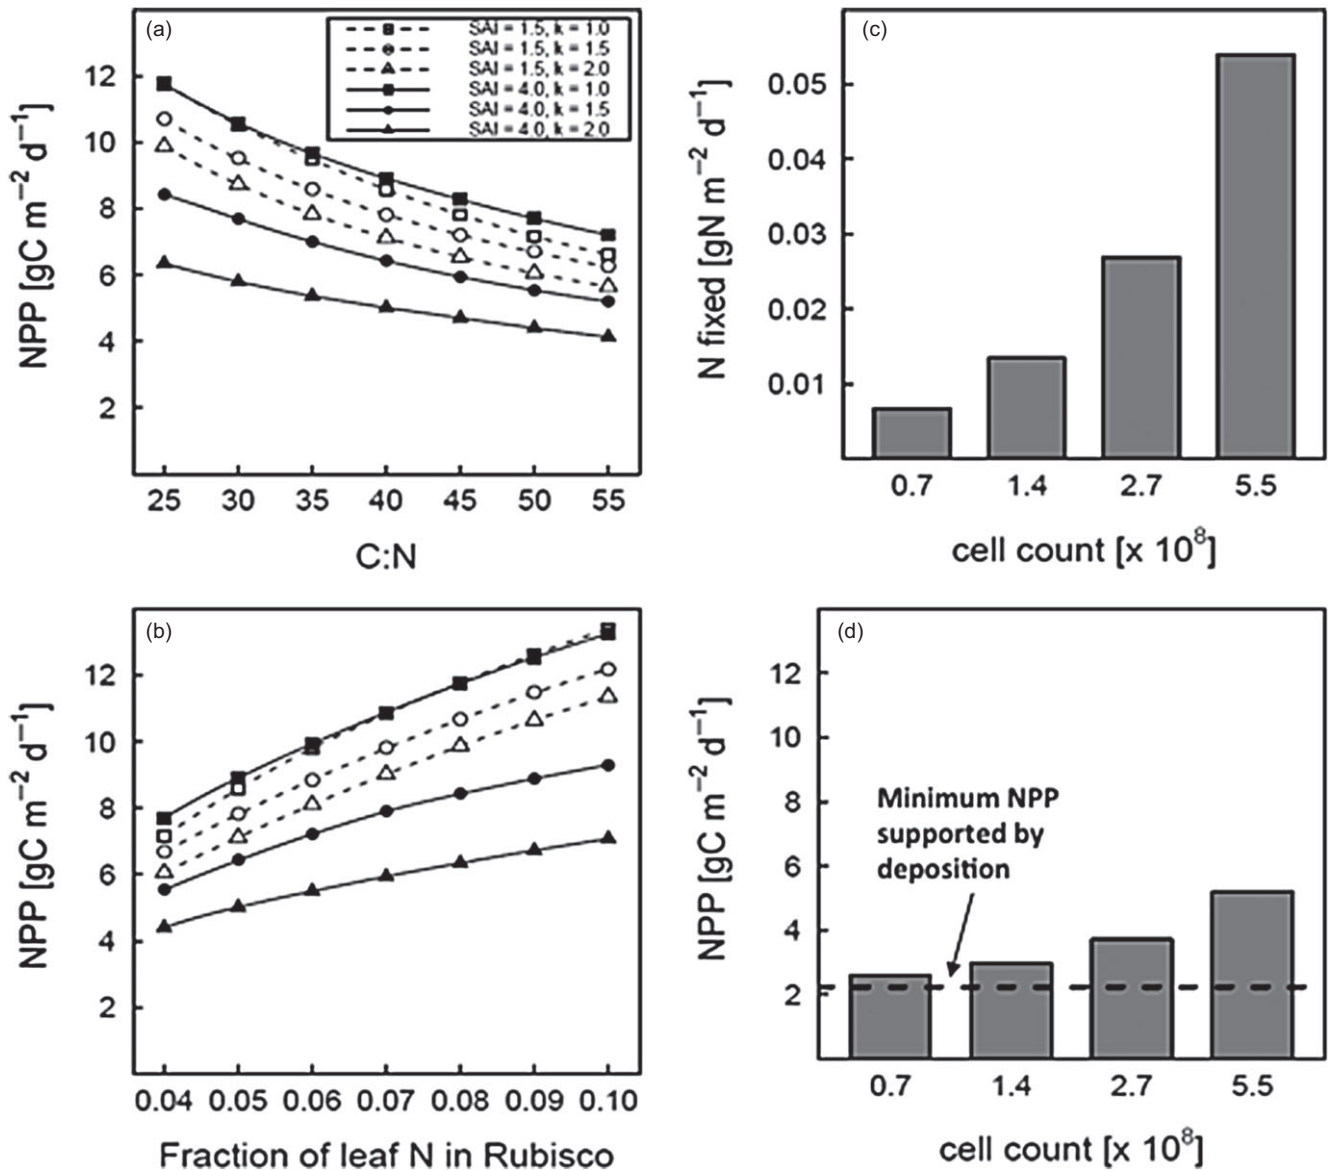 (a)
SAI = 1.5, k = 1.0
SAI = 1.5, k = 1.5
SAI = 1.5, k = 2.0
SAI = 4.0, k = 1.0
SAI = 4.0, k = 1.5
SAI = 4.0, k = 2.0
12
10
8
6
4
2
NPP [gC m⁻² d⁻¹]
25 30 35 40 45 50 55
C:N
(c)
0.05
0.04
0.03
0.02
0.01
N fixed [gN m⁻² d⁻¹]
0.7 1.4 2.7 5.5
cell count [x 10⁸]
(b)
12
10
8
6
4
2
NPP [gC m⁻² d⁻¹]
0.04 0.05 0.06 0.07 0.08 0.09 0.10
Fraction of leaf N in Rubisco
(d)
12
10
8
6
4
2
NPP [gC m⁻² d⁻¹]
Minimum NPP
supported by
deposition
0.7 1.4 2.7 5.5
cell count [x 10⁸]